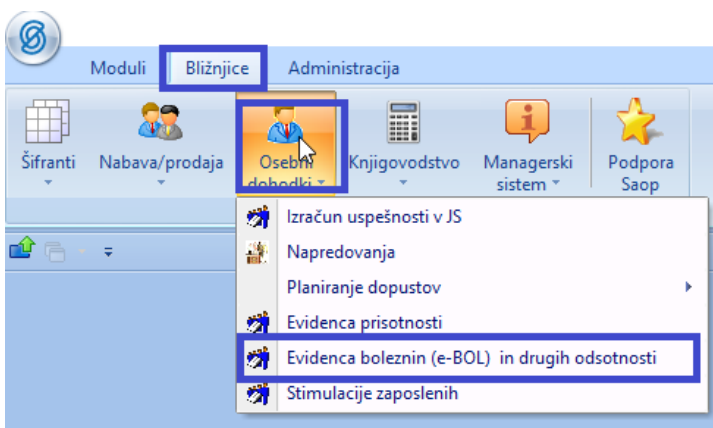 Moduli Bližnjice Administracija
Šifranti Nabava/prodaja Osebni dohodki Knjigovodstvo Managerski sistem Podpora Saop
Izračun uspešnosti v JS
Napredovanja
Planiranje dopustov
Evidenca prisotnosti
Evidenca boleznin (e-BOL) in drugih odsotnosti
Stimulacije zaposlenih